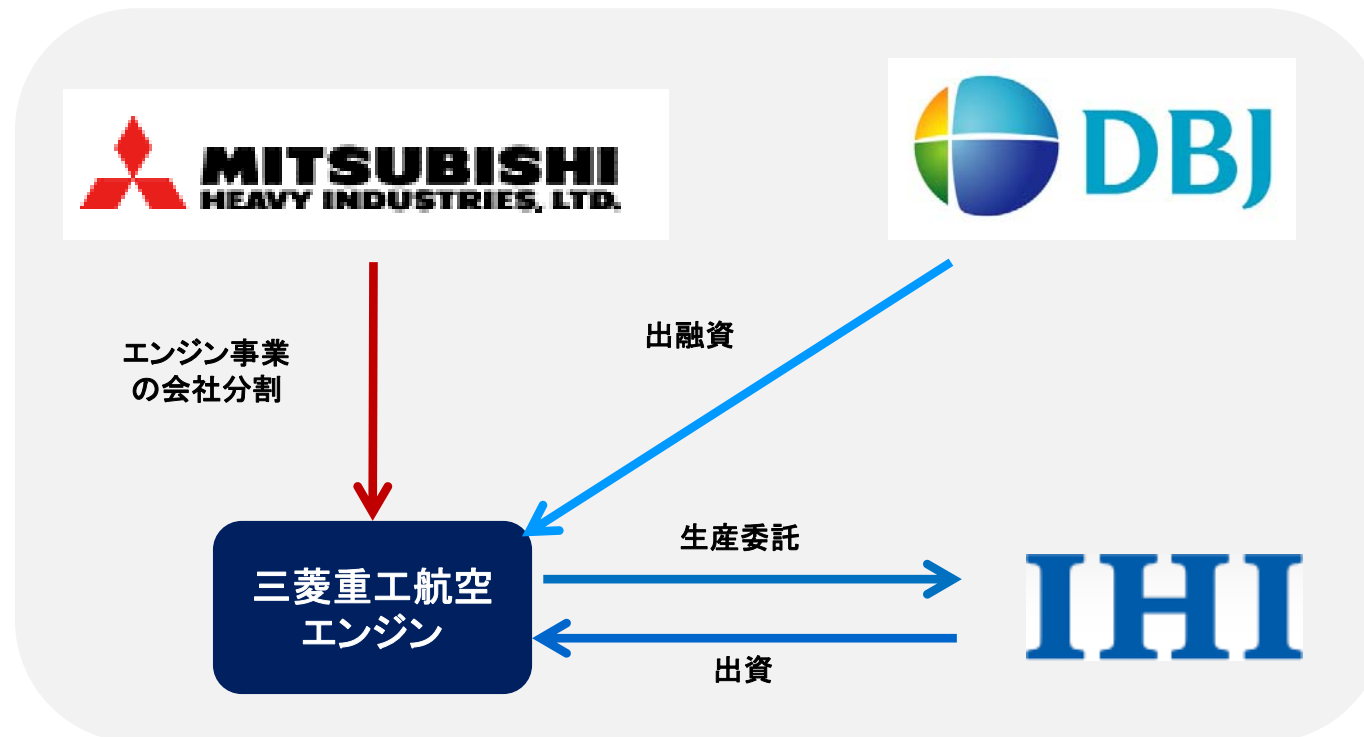 MITSUBISHI
HEAVY INDUSTRIES, LTD.
DBJ
エンジン事業
の会社分割
出融資
三菱重工航空
エンジン
生産委託
出資
IHI